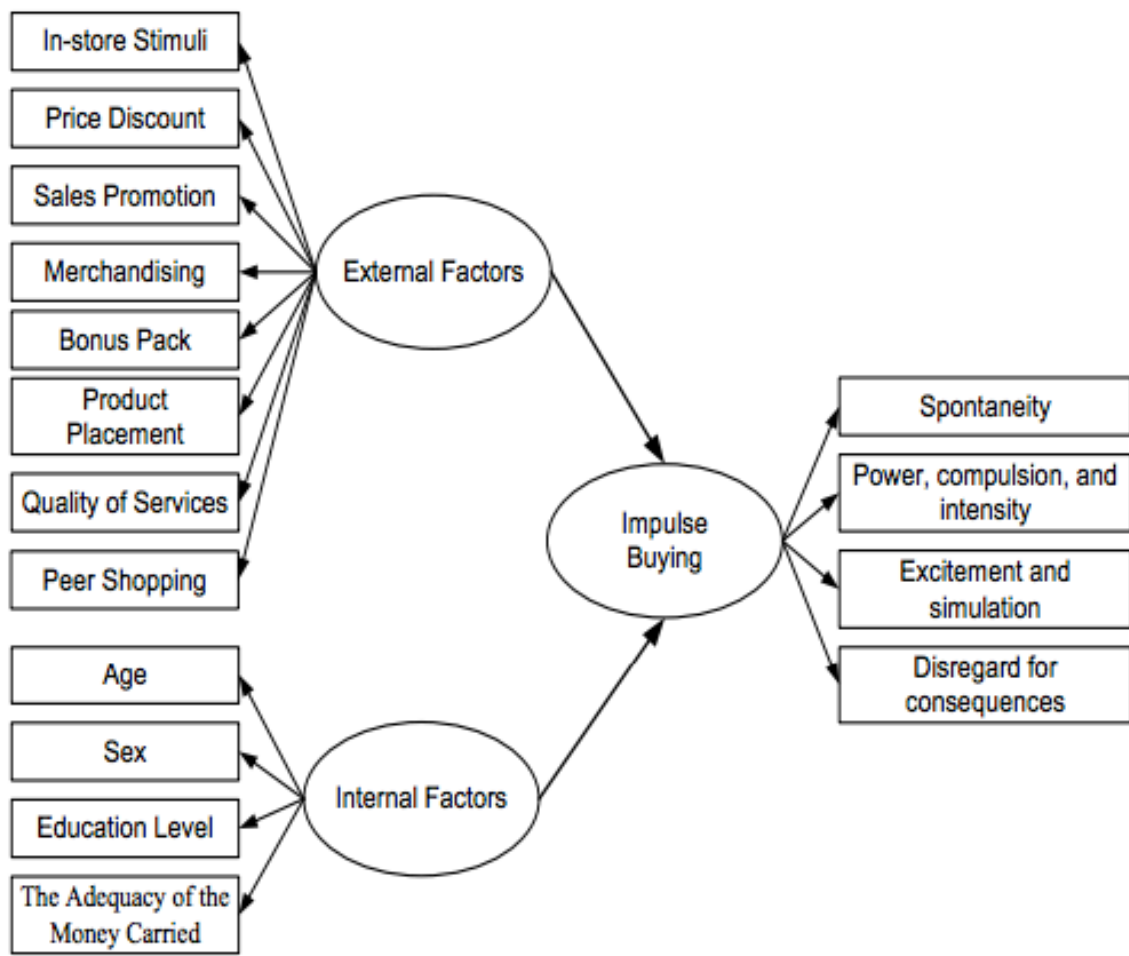 In-store Stimuli
Price Discount
Sales Promotion
Merchandising
Bonus Pack
Product
Placement
Quality of Services
Peer Shopping
External Factors
Age
Sex
Education Level
The Adequacy of the
Money Carried
Internal Factors
Impulse
Buying
Spontaneity
Power, compulsion, and
intensity
Excitement and
simulation
Disregard for
consequences